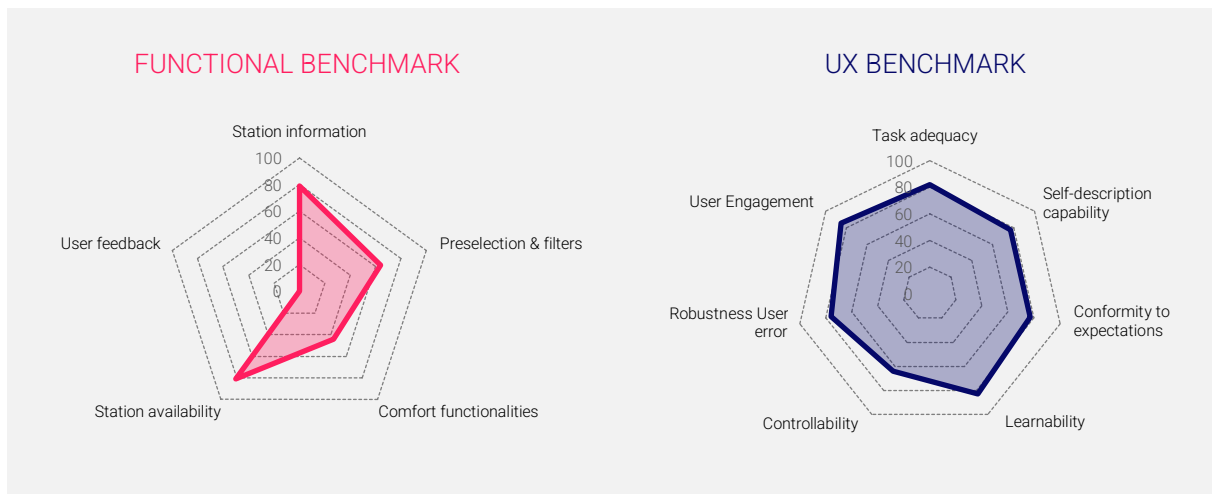 FUNCTIONAL BENCHMARK
Station information
100
80
60
40
20
0
User feedback
Preselection & filters
Station availability
Comfort functionalities
UX BENCHMARK
Task adequacy
100
80
60
40
20
0
User Engagement
Self-description
capability
Robustness User
error
Conformity to
expectations
Controllability
Learnability